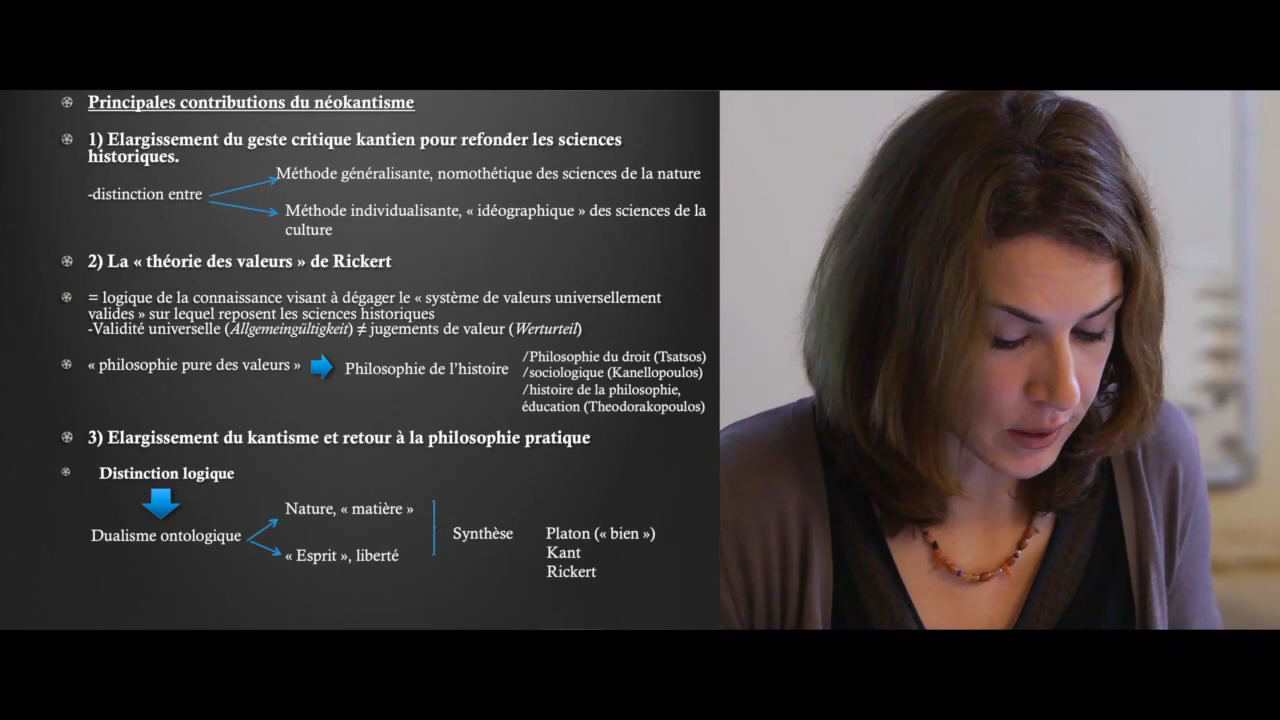 Principales contributions du néokantisme
1) Elargissement du geste critique kantien pour refonder les sciences
historiques.
Méthode généralisante, nomothétique des sciences de la nature
-distinction entre
Méthode individualisante, « idéographique » des sciences de la
culture
2) La « théorie des valeurs » de Rickert
= logique de la connaissance visant à dégager le « système de valeurs universellement
valides » sur lequel reposent les sciences historiques
-Validité universelle (Allgemeingültigkeit) ≠ jugements de valeur (Werturteil)
« philosophie pure des valeurs »
Philosophie de l’histoire
/Philosophie du droit (Tsatsos)
/sociologique (Kanellopoulos)
/histoire de la philosophie,
éducation (Theodorakopoulos)
3) Elargissement du kantisme et retour à la philosophie pratique
Distinction logique
Dualisme ontologique
Nature, « matière »
« Esprit », liberté
Synthèse
Platon (« bien »)
Kant
Rickert